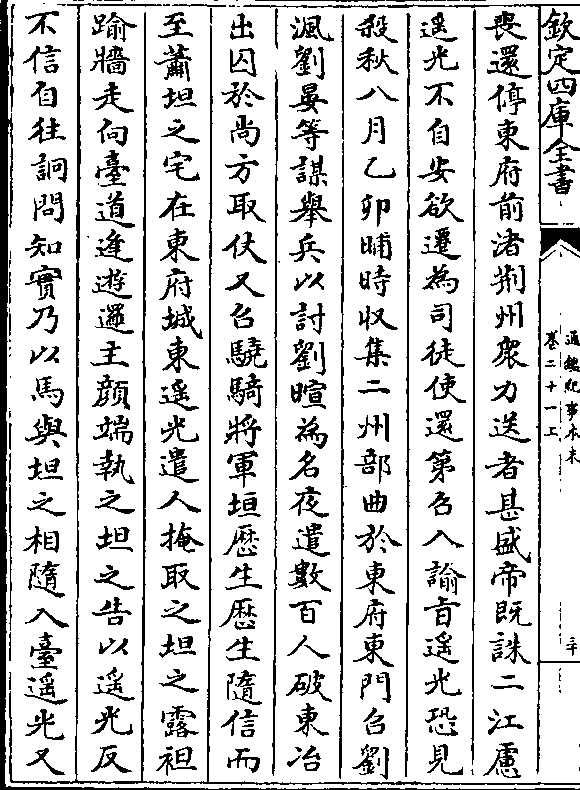 欽定四庫全書
通鑑紀事本末
卷二十一上
三十
喪還停東府前渚荆州衆力送者甚盛帝既誅二江慮
遥光不自安欲遷為司徒使還第召入諭㫖遥光恐見
殺秋八月乙卯晡時収集二州部曲於東府東門召劉
渢劉晏等謀舉兵以討劉暄為名夜遣數百人破東冶
出囚於尚方取仗又召驍騎將軍垣歴生歴生隨信而
至蕭坦之宅在東府城東遥光遣人掩取之坦之露袒
踰牆走向臺道逢遊邏主顔端執之坦之告以遥光反
不信自往詗問知實乃以馬與坦之相隨入臺遥光又